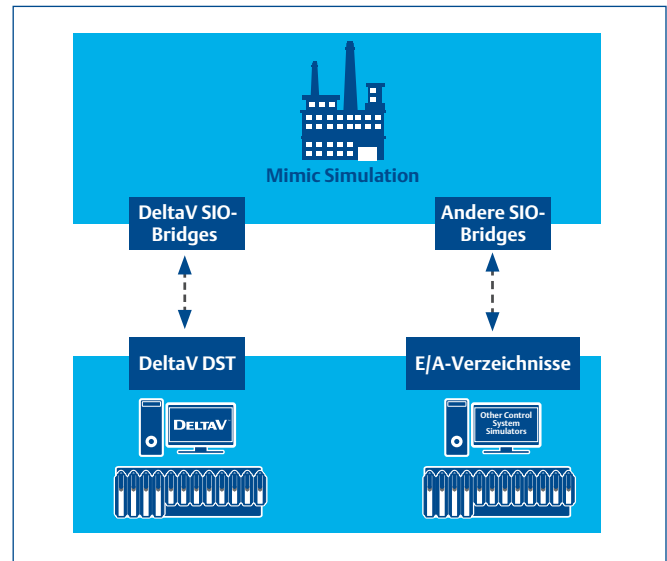 Mimic Simulation
DeltaV SIO-
Bridges
Andere SIO-
Bridges
DeltaV DST
E/A-Verzeichnisse
DELTAV
Other Control
System
Simulators